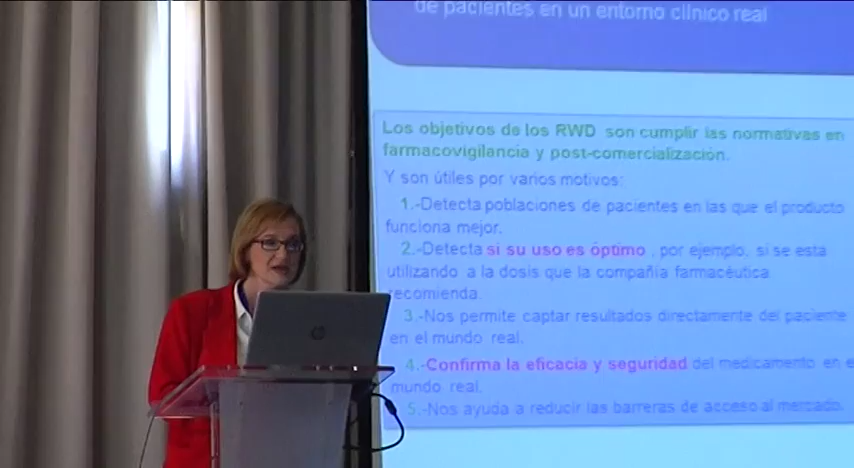 de pacientes en un entorno clínico real
Los objetivos de los RWD son cumplir las normativas en
farmacovigilancia y post-comercialización.
Y son útiles por varios motivos:
1.-Detecta poblaciones de pacientes en las que el producto
funciona mejor.
2.-Detecta si su uso es óptimo , por ejemplo, si se esta
utilizando a la dosis que la compañía farmacéutica
recomienda.
3.-Nos permite captar resultados directamente del paciente
en el mundo real.
4.-Confirma la eficacia y seguridad del medicamento en e
mundo real.
5.-Nos ayuda a reducir las barreras de acceso al mercado.
hp